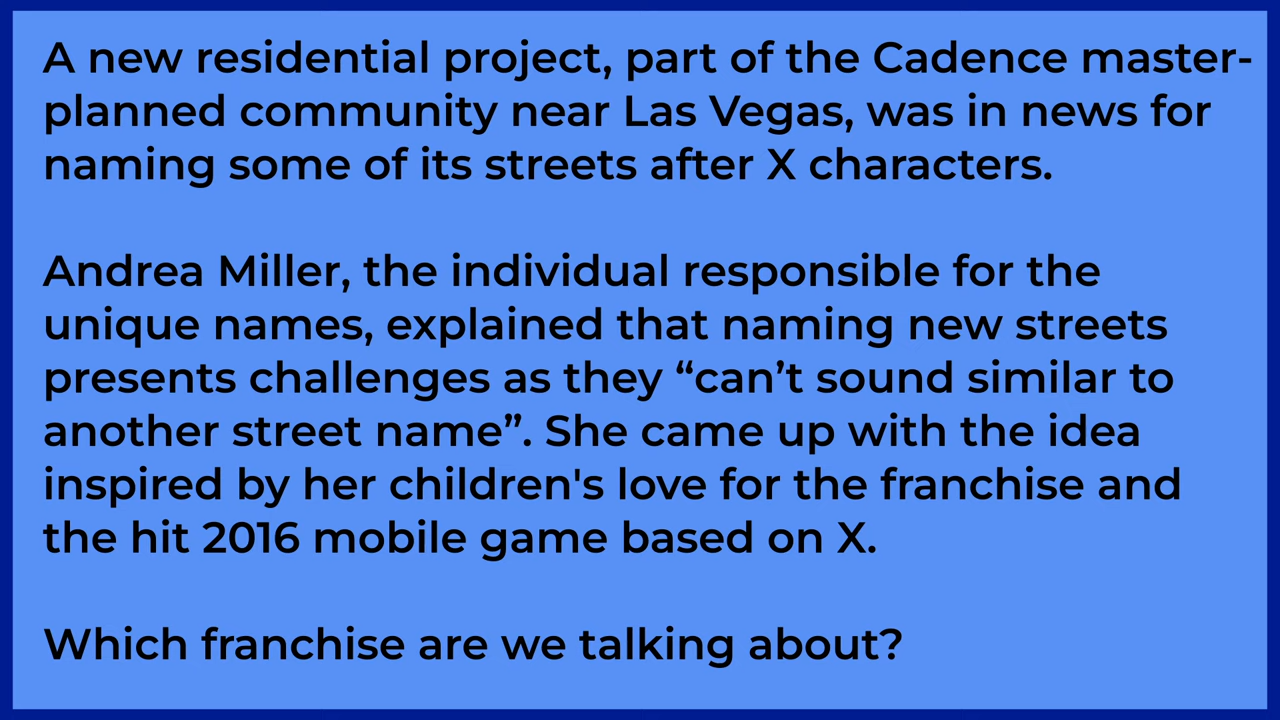 A new residential project, part of the Cadence master-
planned community near Las Vegas, was in news for
naming some of its streets after X characters.
Andrea Miller, the individual responsible for the
unique names, explained that naming new streets
presents challenges as they “can’t sound similar to
another street name”. She came up with the idea
inspired by her children's love for the franchise and
the hit 2016 mobile game based on X.
Which franchise are we talking about?